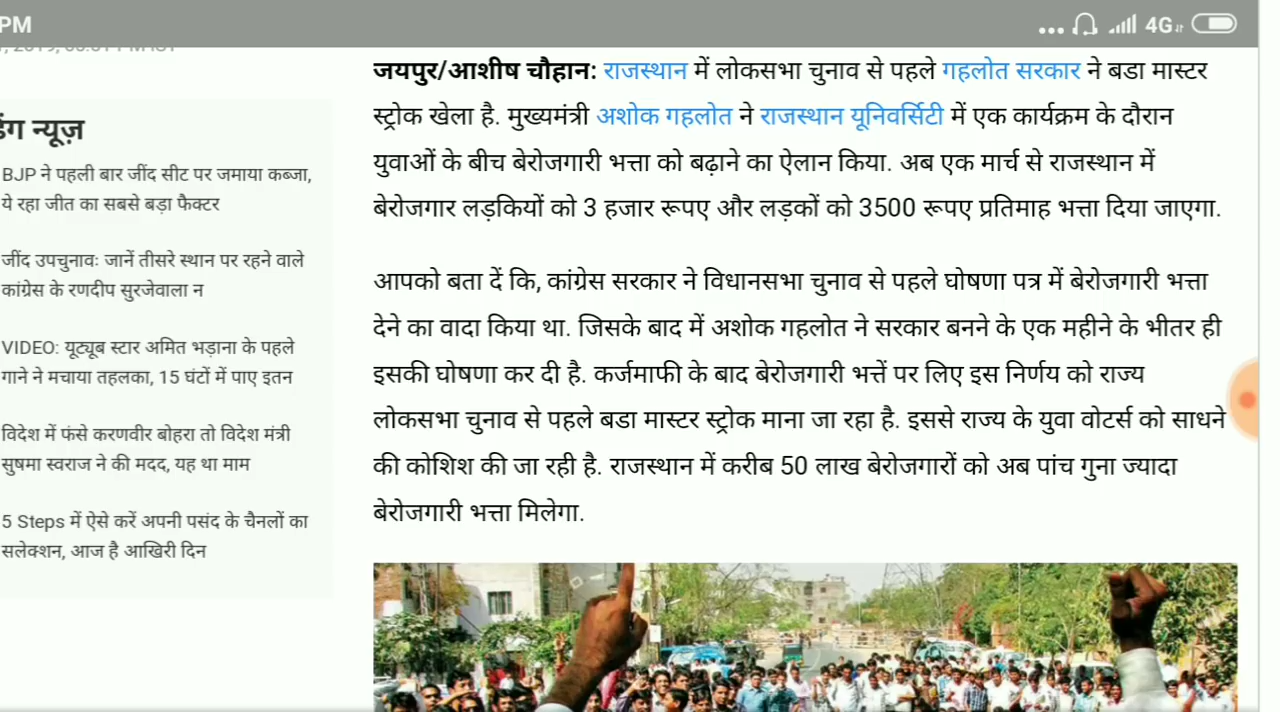 PM
4G
जयपुर/आशीष चौहान: राजस्थान में लोकसभा चुनाव से पहले गहलोत सरकार ने बडा मास्टर
स्ट्रोक खेला है. मुख्यमंत्री अशोक गहलोत ने राजस्थान यूनिवर्सिटी में एक कार्यक्रम के दौरान
युवाओं के बीच बेरोजगारी भत्ता को बढ़ाने का ऐलान किया. अब एक मार्च से राजस्थान में
बेरोजगार लड़कियों को 3 हजार रूपए और लड़कों को 3500 रूपए प्रतिमाह भत्ता दिया जाएगा.
आपको बता दें कि, कांग्रेस सरकार ने विधानसभा चुनाव से पहले घोषणा पत्र में बेरोजगारी भत्ता
देने का वादा किया था. जिसके बाद में अशोक गहलोत ने सरकार बनने के एक महीने के भीतर ही
इसकी घोषणा कर दी है. कर्जमाफी के बाद बेरोजगारी भत्तें पर लिए इस निर्णय को राज्य
लोकसभा चुनाव से पहले बडा मास्टर स्ट्रोक माना जा रहा है. इससे राज्य के युवा वोटर्स को साधने
की कोशिश की जा रही है. राजस्थान में करीब 50 लाख बेरोजगारों को अब पांच गुना ज्यादा
बेरोजगारी भत्ता मिलेगा.
न्यूज़
BJP ने पहली बार जींद सीट पर जमाया कब्जा,
ये रहा जीत का सबसे बड़ा फैक्टर
जींद उपचुनावः जानें तीसरे स्थान पर रहने वाले
कांग्रेस के रणदीप सुरजेवाला न
VIDEO: यूट्यूब स्टार अमित भड़ाना के पहले
गाने ने मचाया तहलका, 15 घंटों में पाए इतन
विदेश में फंसे करणवीर बोहरा तो विदेश मंत्री
सुषमा स्वराज ने की मदद, यह था माम
5 Steps में ऐसे करें अपनी पसंद के चैनलों का
सलेक्शन, आज है आखिरी दिन